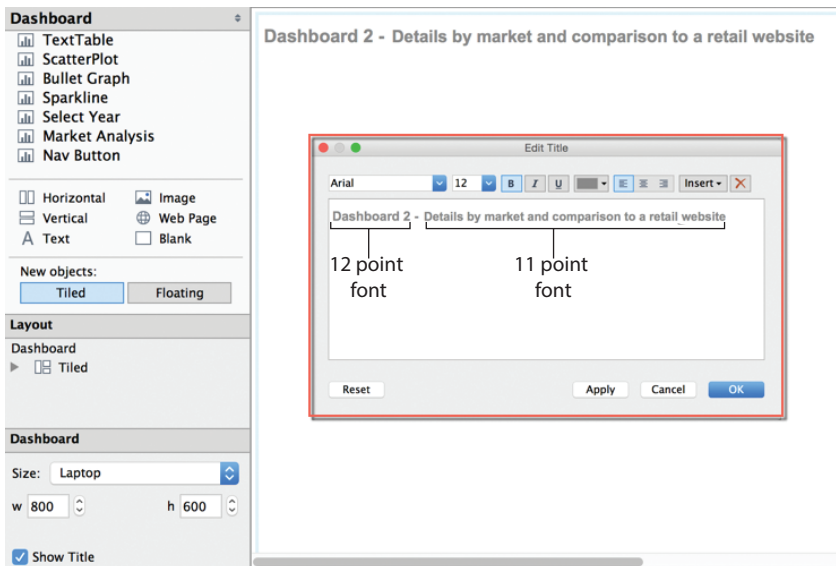 Dashboard
TextTable
ScatterPlot
Bullet Graph
Sparkline
Select Year
Market Analysis
Nav Button
Horizontal Image
Vertical Web Page
A Text Blank
New objects:
Tiled Floating
Layout
Dashboard
Tiled
Dashboard
Size: Laptop
w 800 h 600
Show Title
Dashboard 2 - Details by market and comparison to a retail website
Edit Title
Arial 12 B I U Insert
Dashboard 2 - Details by market and comparison to a retail website
12 point 11 point
font font
Reset Apply Cancel OK